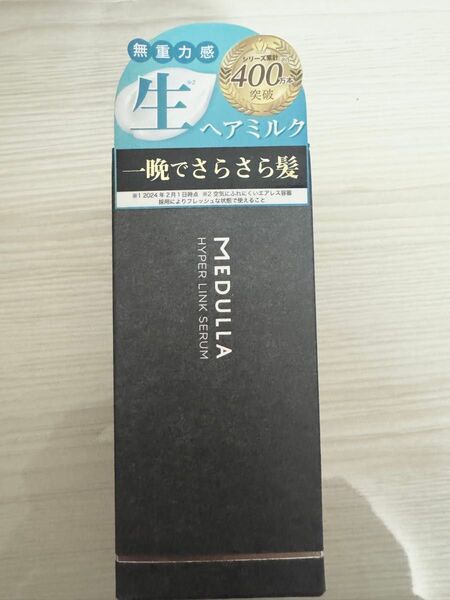 無重力感
シリーズ累計
400万本
突破
生※2
ヘアミルク
一晩でさらさら髪
※1 2024年2月1日時点 ※2 空気にふれにくいエアレス容器
採用によりフレッシュな状態で使えること
MEDULLA
HYPER LINK SERUM